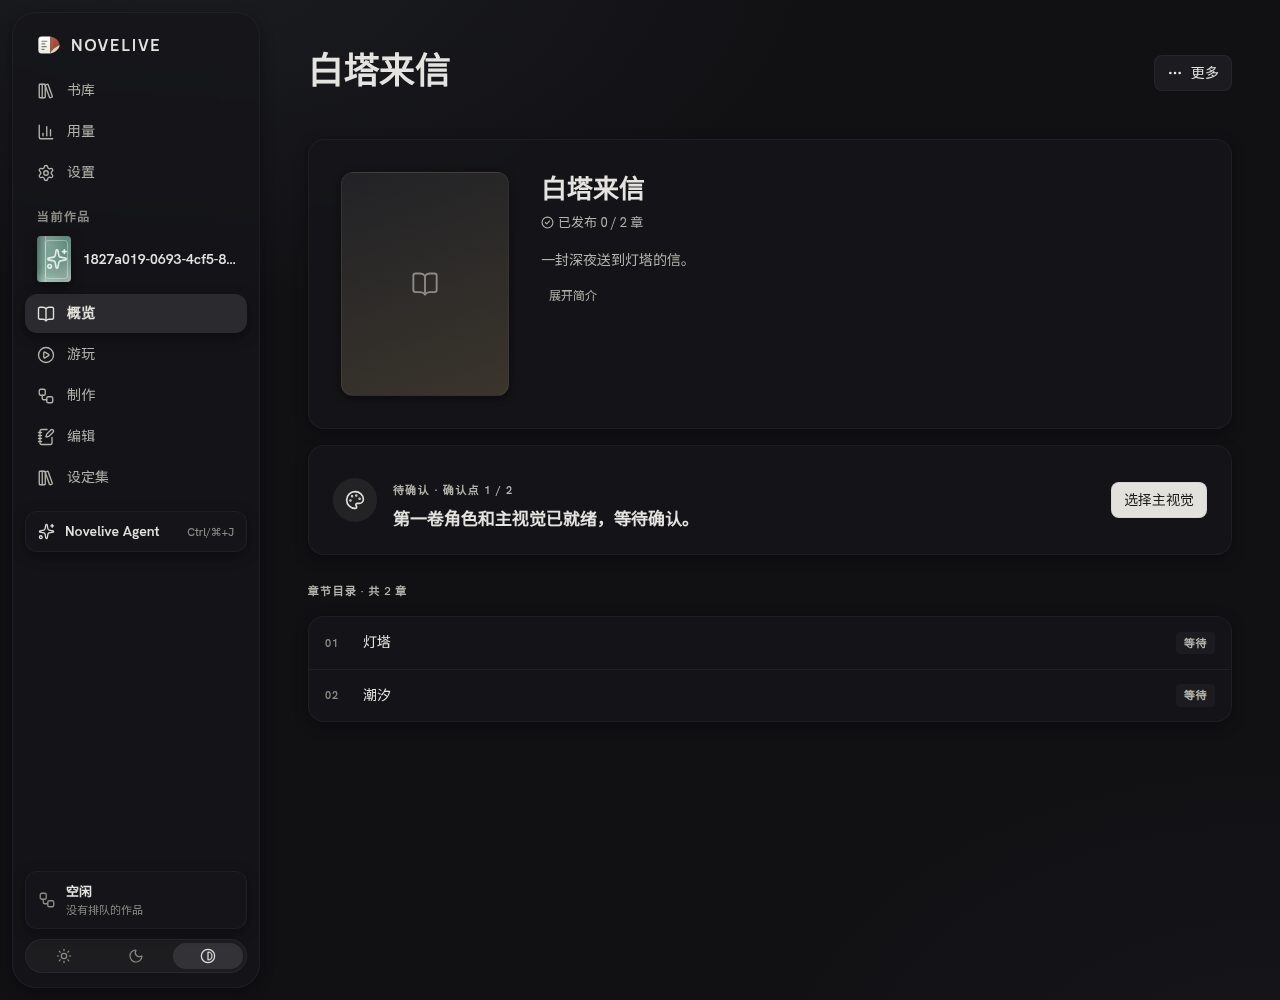 NOVELIVE
书库
用量
设置
当前作品
1827a019-0693-4cf5-8...
概览
游玩
制作
编辑
设定集
Novelive Agent Ctrl/⌘+J
空闲
没有排队的作品
白塔来信
··· 更多
白塔来信
已发布 0 / 2 章
一封深夜送到灯塔的信。
展开简介
待确认 · 确认点 1 / 2
第一卷角色和主视觉已就绪，等待确认。
选择主视觉
章节目录 · 共 2 章
01 灯塔 等待
02 潮汐 等待